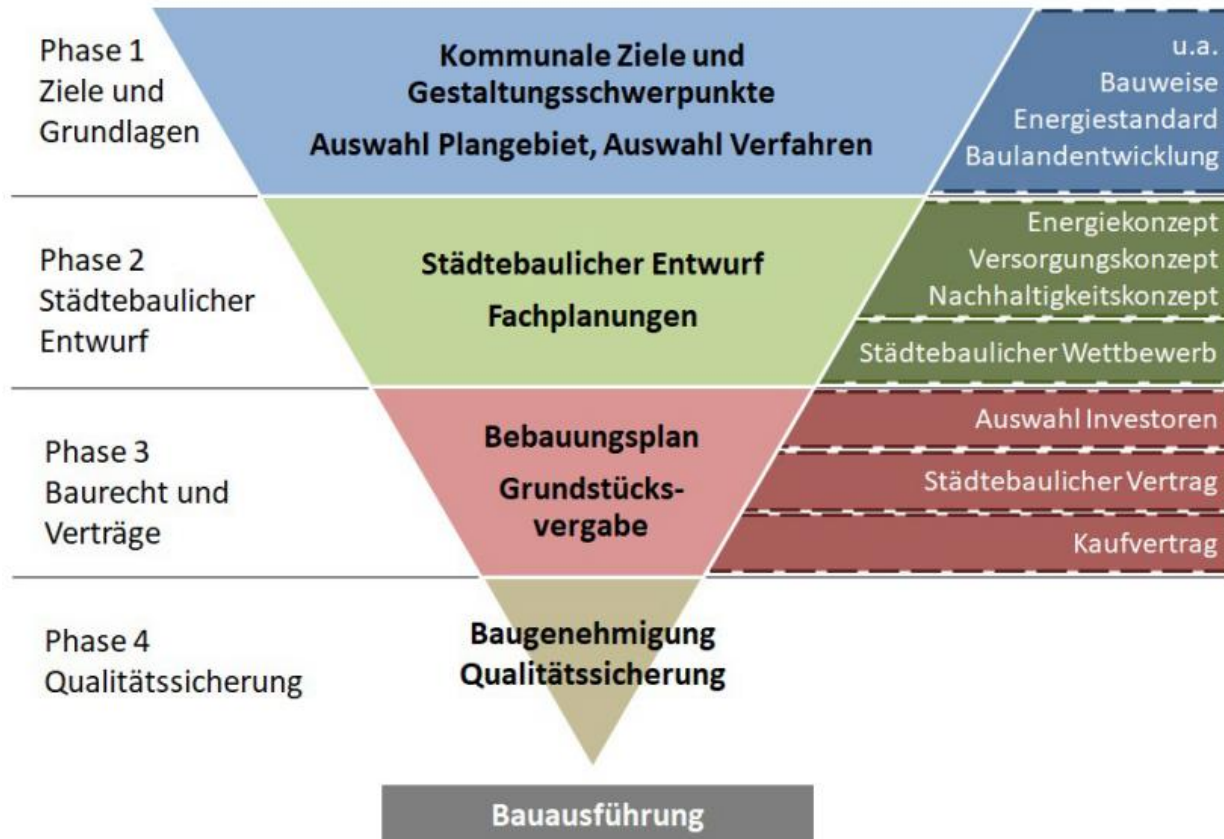 Phase 1
Ziele und
Grundlagen
Kommunale Ziele und
Gestaltungsschwerpunkte
Auswahl Plangebiet, Auswahl Verfahren
u.a.
Bauweise
Energiestandard
Baulandentwicklung
Phase 2
Städtebaulicher
Entwurf
Städtebaulicher Entwurf
Fachplanungen
Energiekonzept
Versorgungskonzept
Nachhaltigkeitskonzept
Städtebaulicher Wettbewerb
Phase 3
Baurecht und
Verträge
Bebauungsplan
Grundstücks-
vergabe
Auswahl Investoren
Städtebaulicher Vertrag
Kaufvertrag
Phase 4
Qualitätssicherung
Baugenehmigung
Qualitätssicherung
Bauausführung